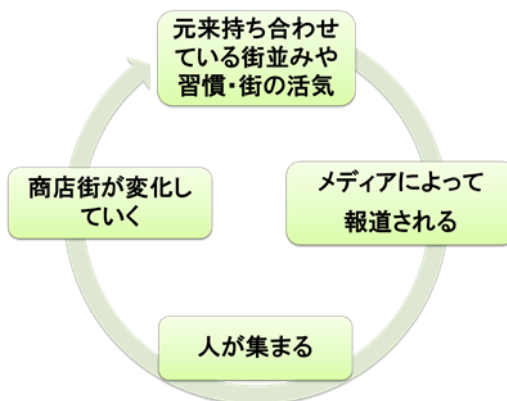 元来持ち合わせ
ている街並みや
習慣・街の活気
メディアによって
報道される
人が集まる
商店街が変化し
ていく